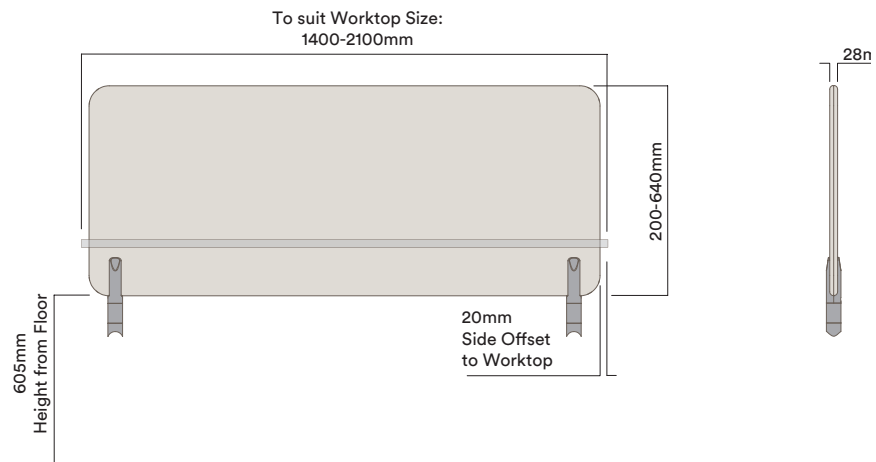 To suit Worktop Size:
1400-2100mm
200-640mm
20mm
Side Offset
to Worktop
605mm
Height from Floor